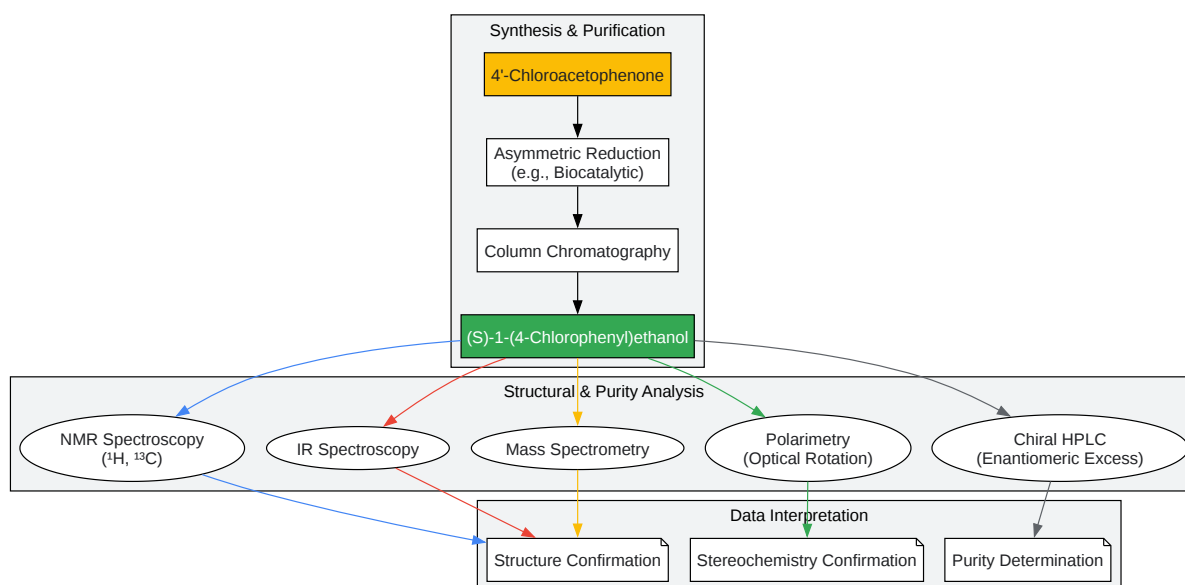 Synthesis & Purification
4'-Chloroacetophenone
Asymmetric Reduction
(e.g., Biocatalytic)
Column Chromatography
(S)-1-(4-Chlorophenyl)ethanol
Structural & Purity Analysis
NMR Spectroscopy
(¹H, ¹³C)
IR Spectroscopy
Mass Spectrometry
Polarimetry
(Optical Rotation)
Chiral HPLC
(Enantiomeric Excess)
Data Interpretation
Structure Confirmation
Stereochemistry Confirmation
Purity Determination